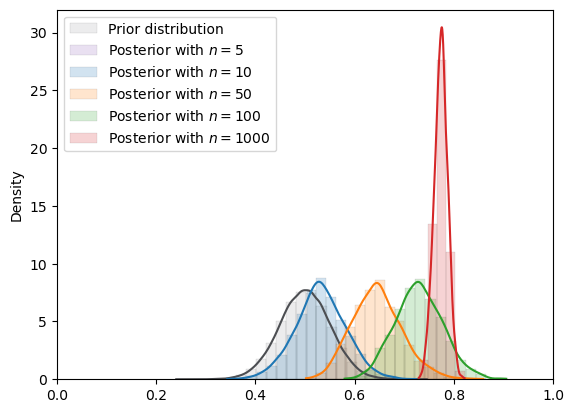 Prior distribution
Posterior with n = 5
Posterior with n = 10
Posterior with n = 50
Posterior with n = 100
Posterior with n = 1000
Density
30
25
20
15
10
5
0
0.0 0.2 0.4 0.6 0.8 1.0